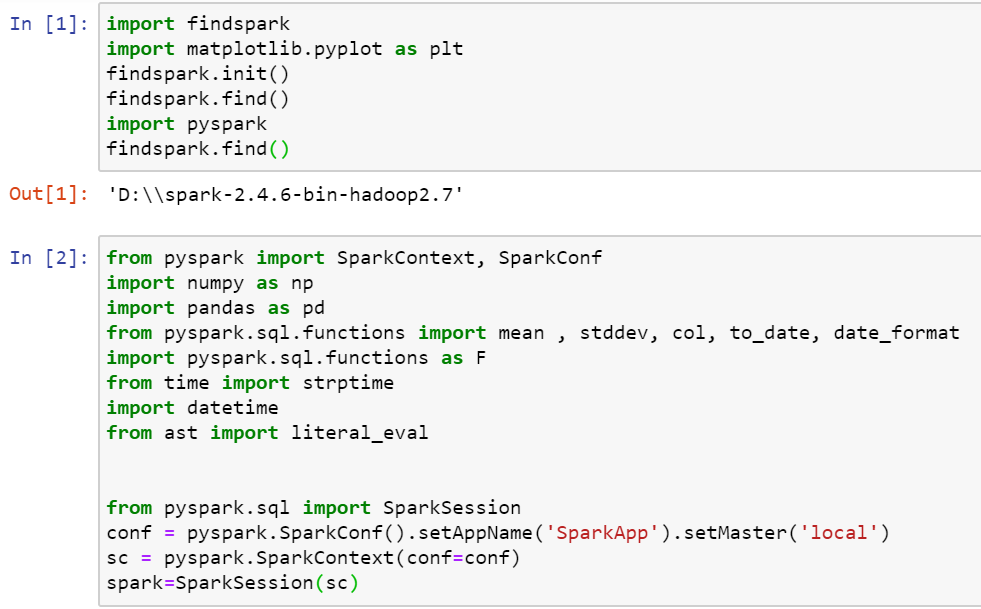 In [1]: import findspark
import matplotlib.pyplot as plt
findspark.init()
findspark.find()
import pyspark
findspark.find()
Out[1]: 'D:\\spark-2.4.6-bin-hadoop2.7'
In [2]: from pyspark import SparkContext, SparkConf
import numpy as np
import pandas as pd
from pyspark.sql.functions import mean , stddev, col, to_date, date_format
import pyspark.sql.functions as F
from time import strptime
import datetime
from ast import literal_eval
from pyspark.sql import SparkSession
conf = pyspark.SparkConf().setAppName('SparkApp').setMaster('local')
sc = pyspark.SparkContext(conf=conf)
spark=SparkSession(sc)